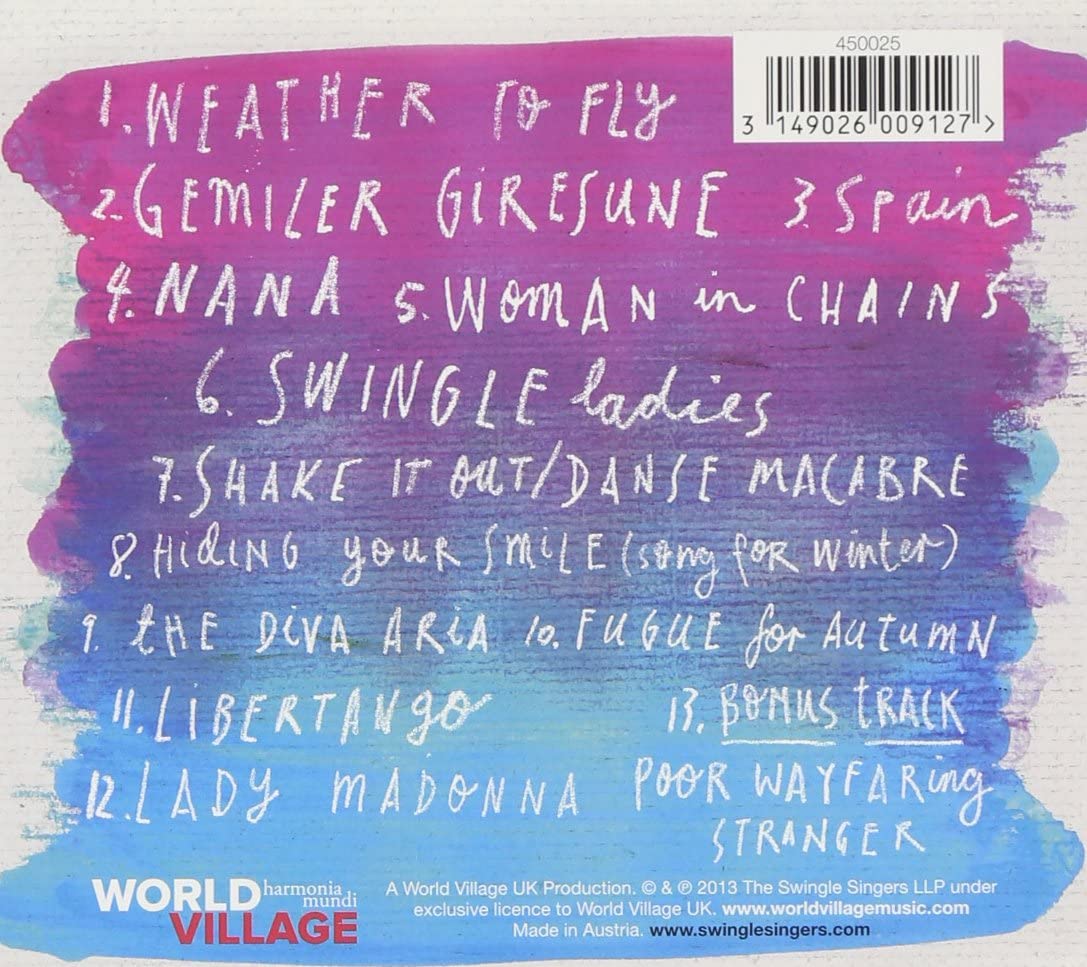 450025
3 149026 009127 >
1. WEATHER TO FLY
2. GEMILER GIRESUNE 3. Spain
4. NANA 5. WOMAN in CHAINS
6. SWINGLE ladies
7. SHAKE IT OUT/DANSE MACABRE
8. HidiNG YOUR SMiLE (song for winter)
9. tHE DiVA ARiA 10. FUGUE for AUtUMN
11. LiBERTANgo
12. LADY MADONNA
13. BONUS tRACK
POOR WAYFARing
STRANGER
WORLD harmonia mundi
VILLAGE
A World Village UK Production. © & ℗ 2013 The Swingle Singers LLP under
exclusive licence to World Village UK. www.worldvillagemusic.com
Made in Austria. www.swinglesingers.com